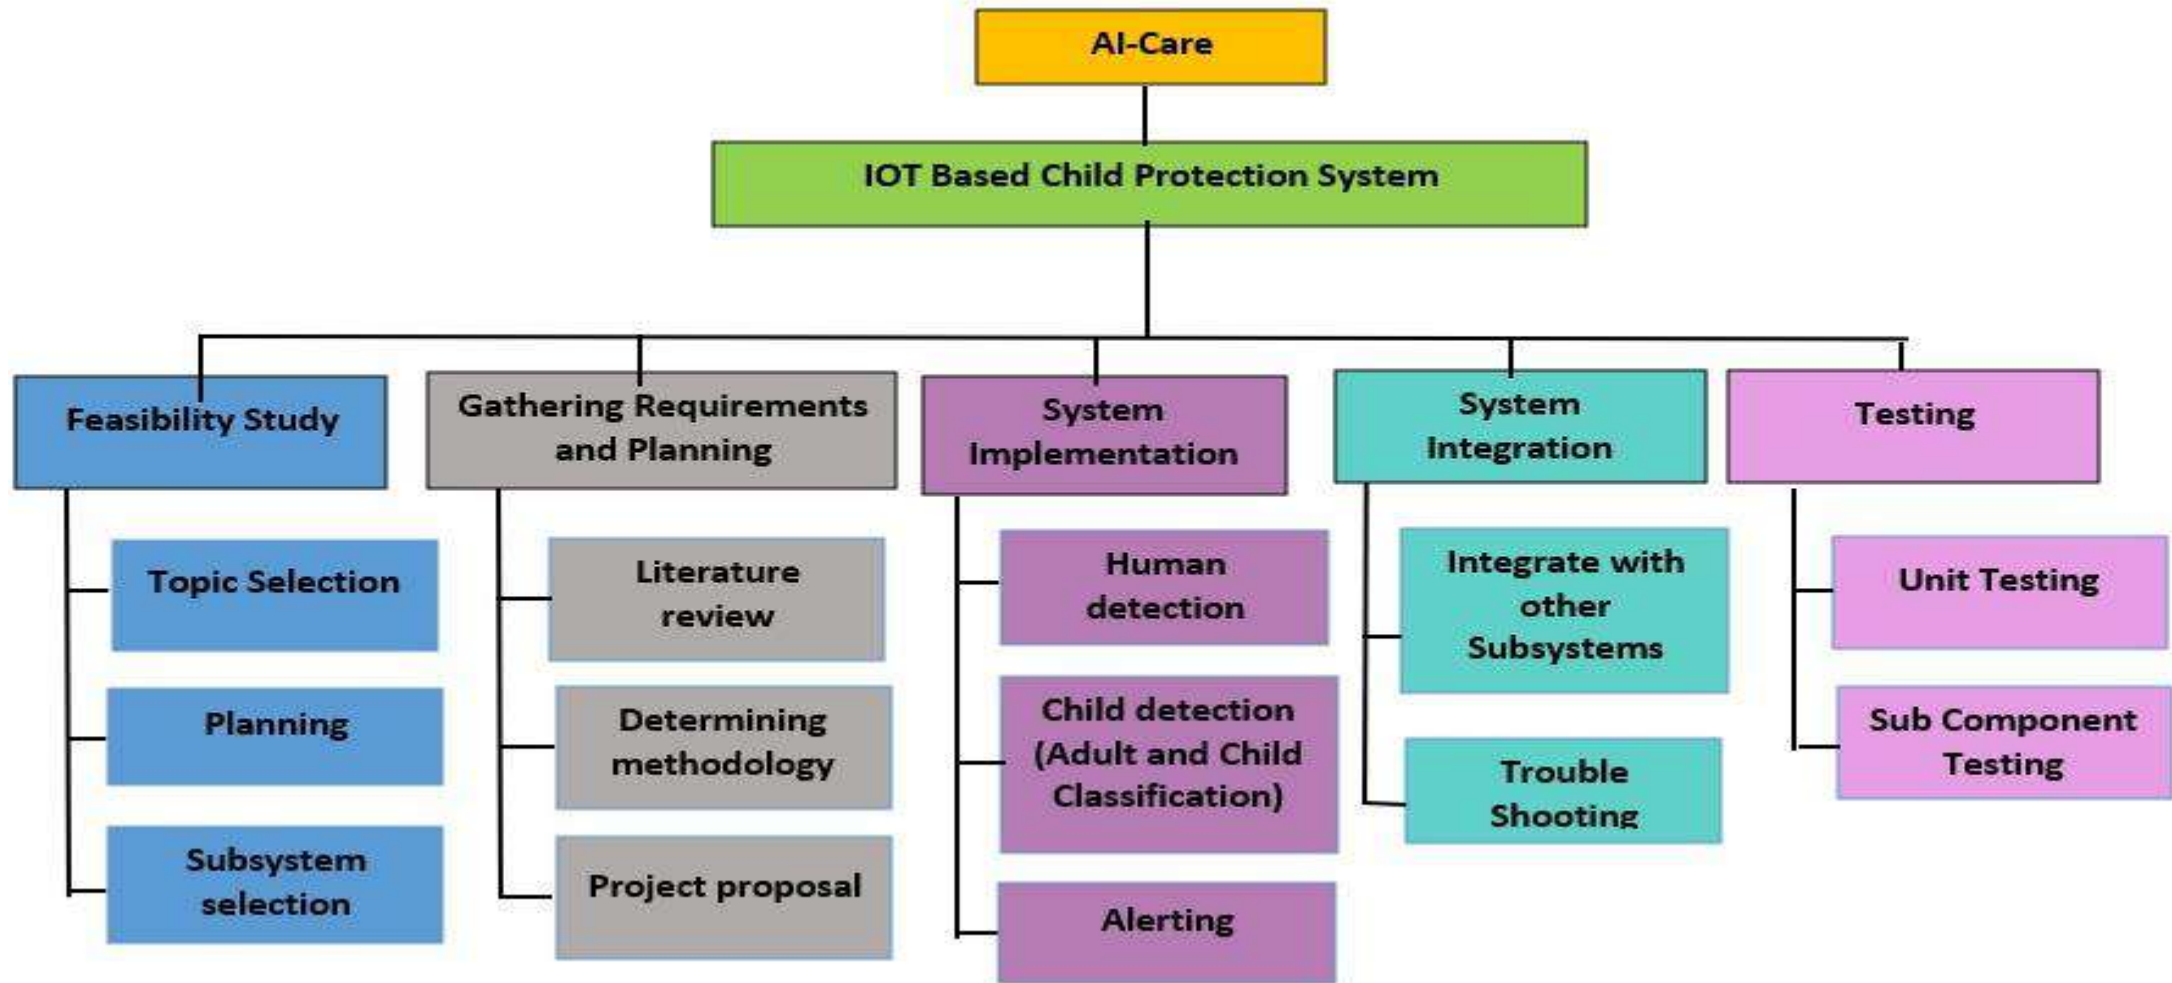 AI-Care
IOT Based Child Protection System
Feasibility Study
Gathering Requirements
and Planning
System
Implementation
System
Integration
Testing
Topic Selection
Planning
Subsystem
selection
Literature
review
Determining
methodology
Project proposal
Human
detection
Child detection
(Adult and Child
Classification)
Alerting
Integrate with
other
Subsystems
Trouble
Shooting
Unit Testing
Sub Component
Testing